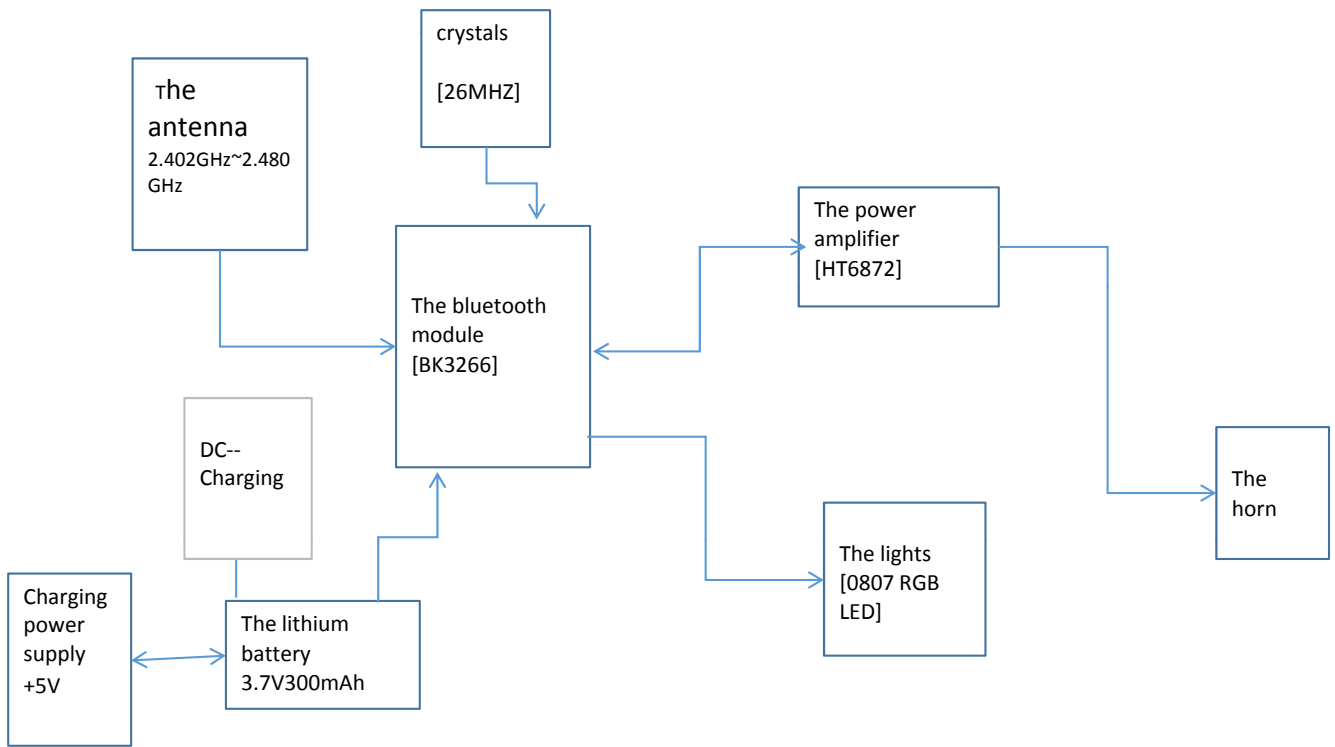 crystals
[26MHZ]
The
antenna
2.402GHz~2.480
GHz
The power
amplifier
[HT6872]
The bluetooth
module
[BK3266]
DC--
Charging
The
horn
The lights
[0807 RGB
LED]
Charging
power
supply
+5V
The lithium
battery
3.7V300mAh